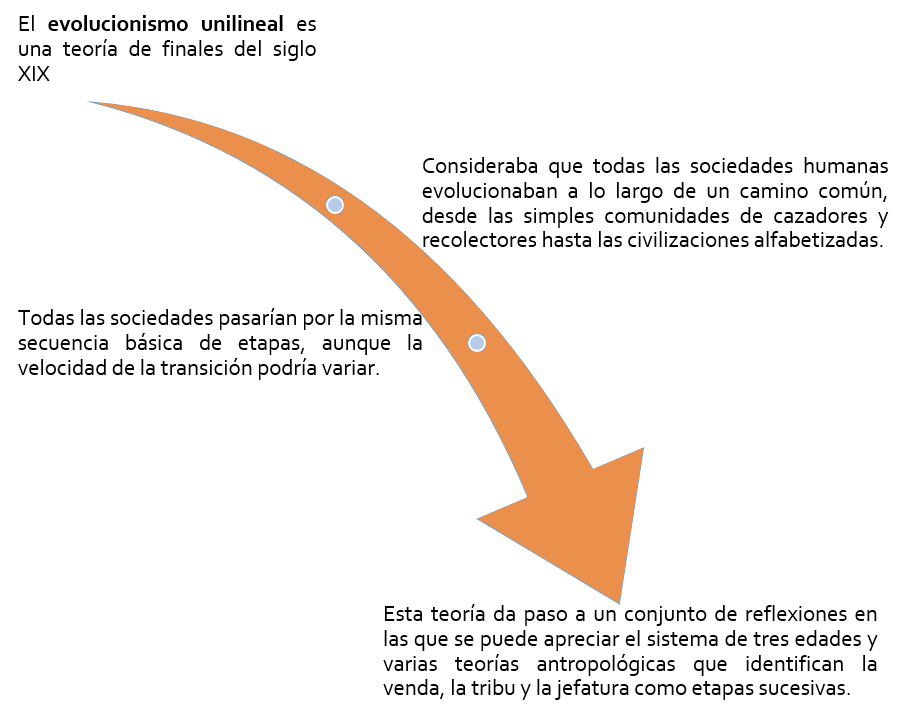 El evolucionismo unilineal es
una teoría de finales del siglo
XIX
Consideraba que todas las sociedades humanas
evolucionaban a lo largo de un camino común,
desde las simples comunidades de cazadores y
recolectores hasta las civilizaciones alfabetizadas.
Todas las sociedades pasarían por la misma
secuencia básica de etapas, aunque la
velocidad de la transición podría variar.
Esta teoría da paso a un conjunto de reflexiones en
las que se puede apreciar el sistema de tres edades y
varias teorías antropológicas que identifican la
venda, la tribu y la jefatura como etapas sucesivas.